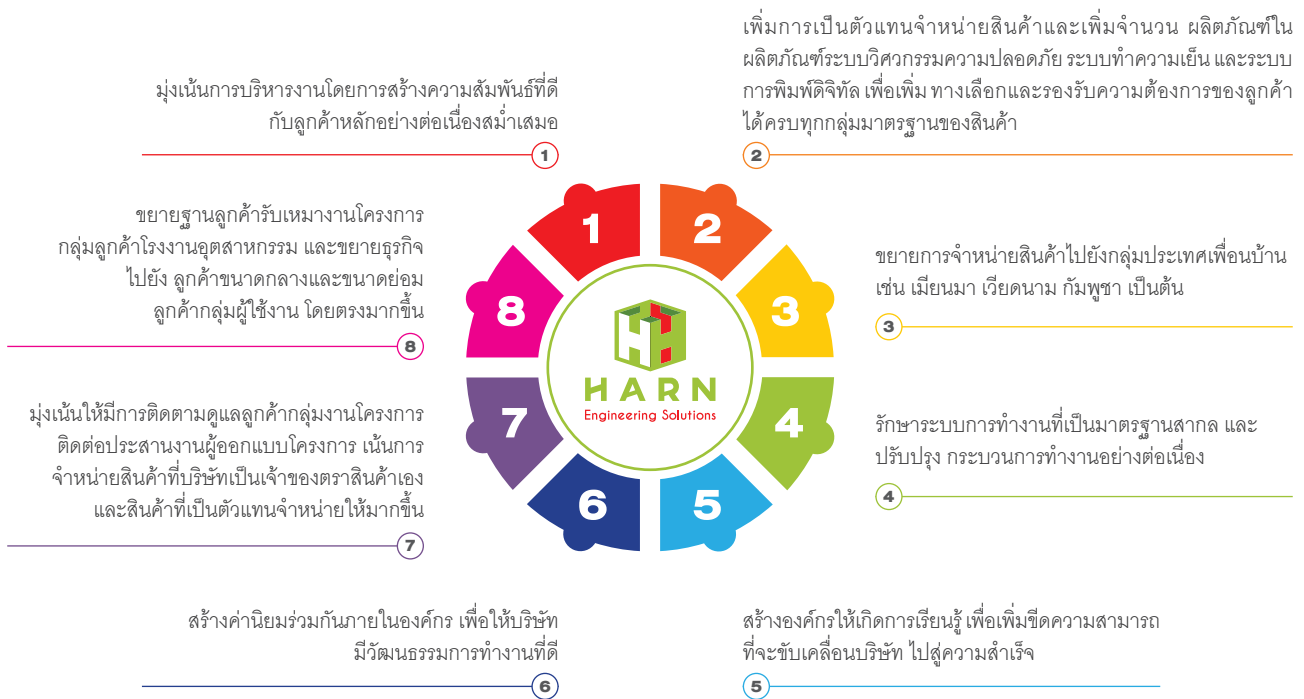 มุ่งเน้นการบริหารงานโดยการสร้างความสัมพันธ์ที่ดี
กับลูกค้าหลักอย่างต่อเนื่องสม่ำเสมอ
1
เพิ่มการเป็นตัวแทนจำหน่ายสินค้าและเพิ่มจำนวน ผลิตภัณฑ์ใน
ผลิตภัณฑ์ระบบวิศวกรรมความปลอดภัย ระบบทำความเย็น และระบบ
การพิมพ์ดิจิทัล เพื่อเพิ่ม ทางเลือกและรองรับความต้องการของลูกค้า
ได้ครบทุกกลุ่มมาตรฐานของสินค้า
2
ขยายการจำหน่ายสินค้าไปยังกลุ่มประเทศเพื่อนบ้าน
เช่น เมียนมา เวียดนาม กัมพูชา เป็นต้น
3
รักษาระบบการทำงานที่เป็นมาตรฐานสากล และ
ปรับปรุง กระบวนการทำงานอย่างต่อเนื่อง
4
สร้างองค์กรให้เกิดการเรียนรู้ เพื่อเพิ่มขีดความสามารถ
ที่จะขับเคลื่อนบริษัท ไปสู่ความสำเร็จ
5
สร้างค่านิยมร่วมกันภายในองค์กร เพื่อให้บริษัท
มีวัฒนธรรมการทำงานที่ดี
6
มุ่งเน้นให้มีการติดตามดูแลลูกค้ากลุ่มงานโครงการ
ติดต่อประสานงานผู้ออกแบบโครงการ เน้นการ
จำหน่ายสินค้าที่บริษัทเป็นเจ้าของตราสินค้าเอง
และสินค้าที่เป็นตัวแทนจำหน่ายให้มากขึ้น
7
ขยายฐานลูกค้ารับเหมางานโครงการ
กลุ่มลูกค้าโรงงานอุตสาหกรรม และขยายธุรกิจ
ไปยัง ลูกค้าขนาดกลางและขนาดย่อม
ลูกค้ากลุ่มผู้ใช้งาน โดยตรงมากขึ้น
8
1
2
3
4
5
6
7
8
HARN
Engineering Solutions